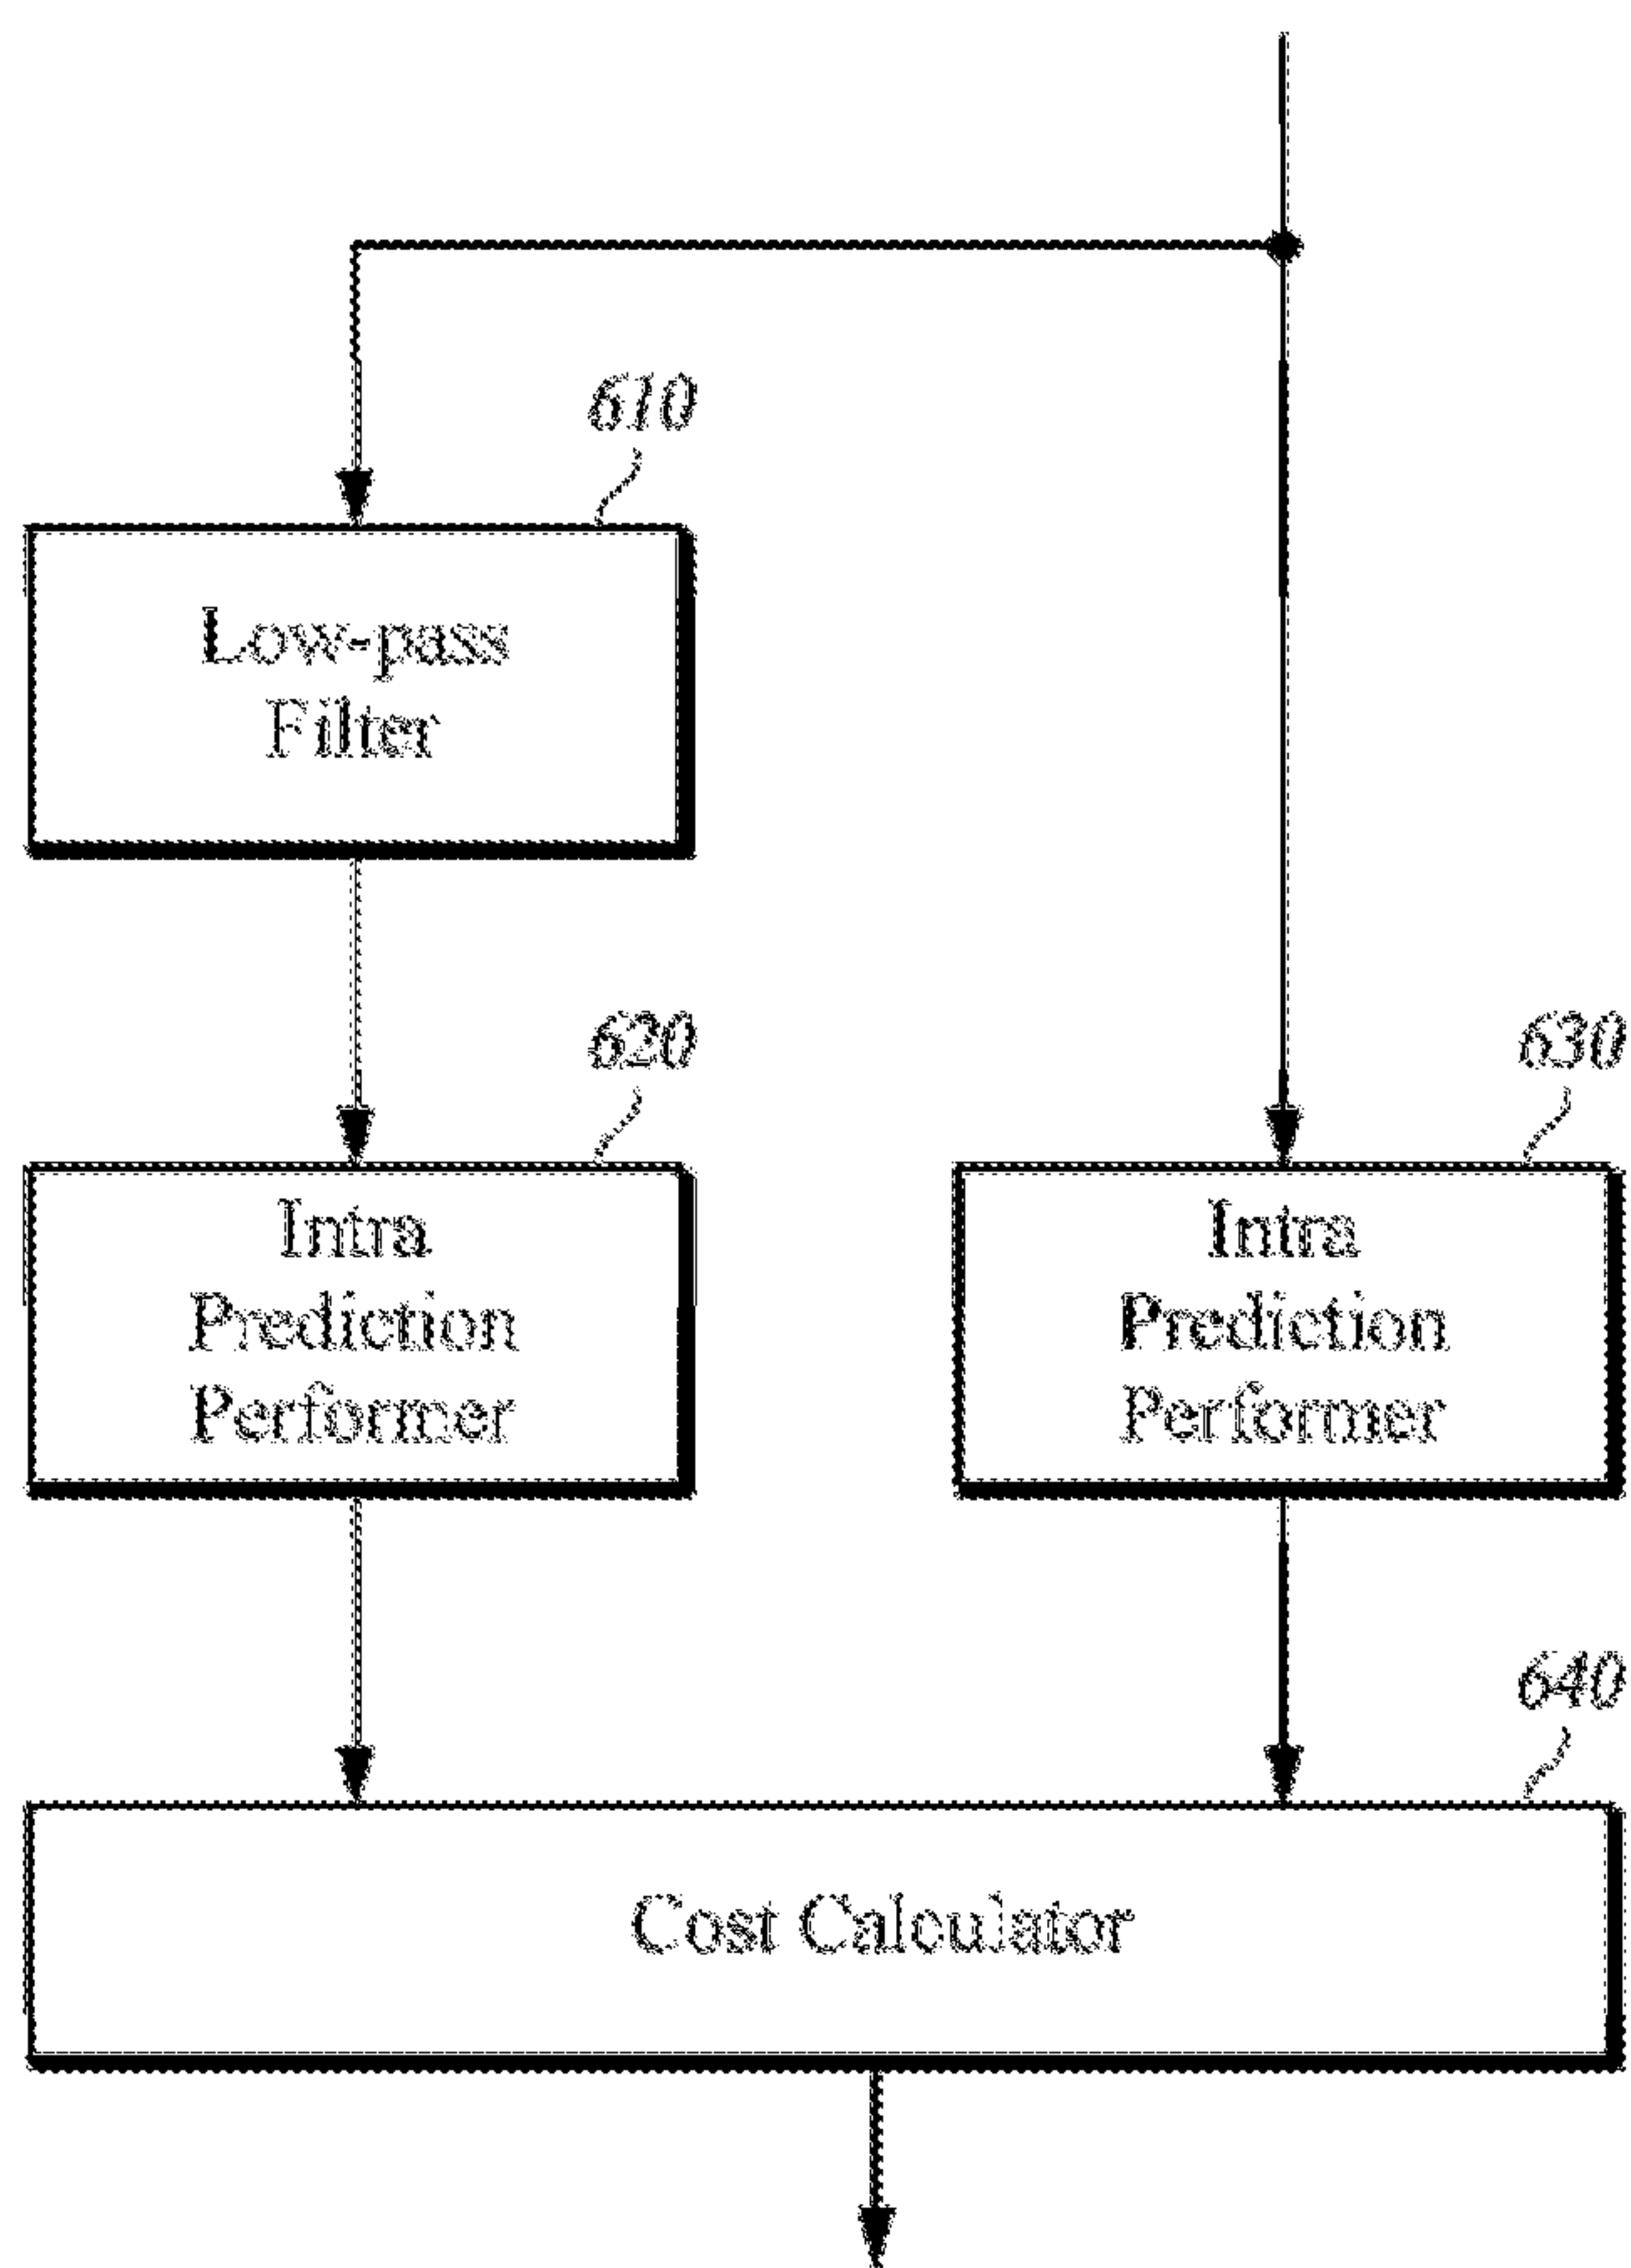 610
Low-pass
Filter
620
630
Intra
Prediction
Performer
Intra
Prediction
Performer
640
Cost Calculator